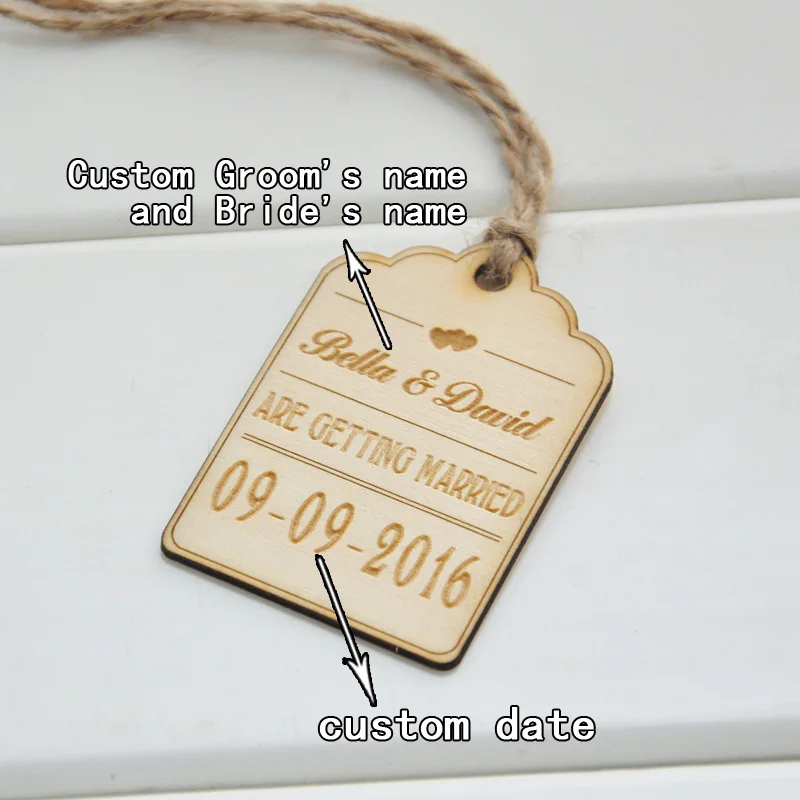 Custom Groom's name
and Bride's name
Bella & David
ARE GETTING MARRIED
09-09-2016
custom date